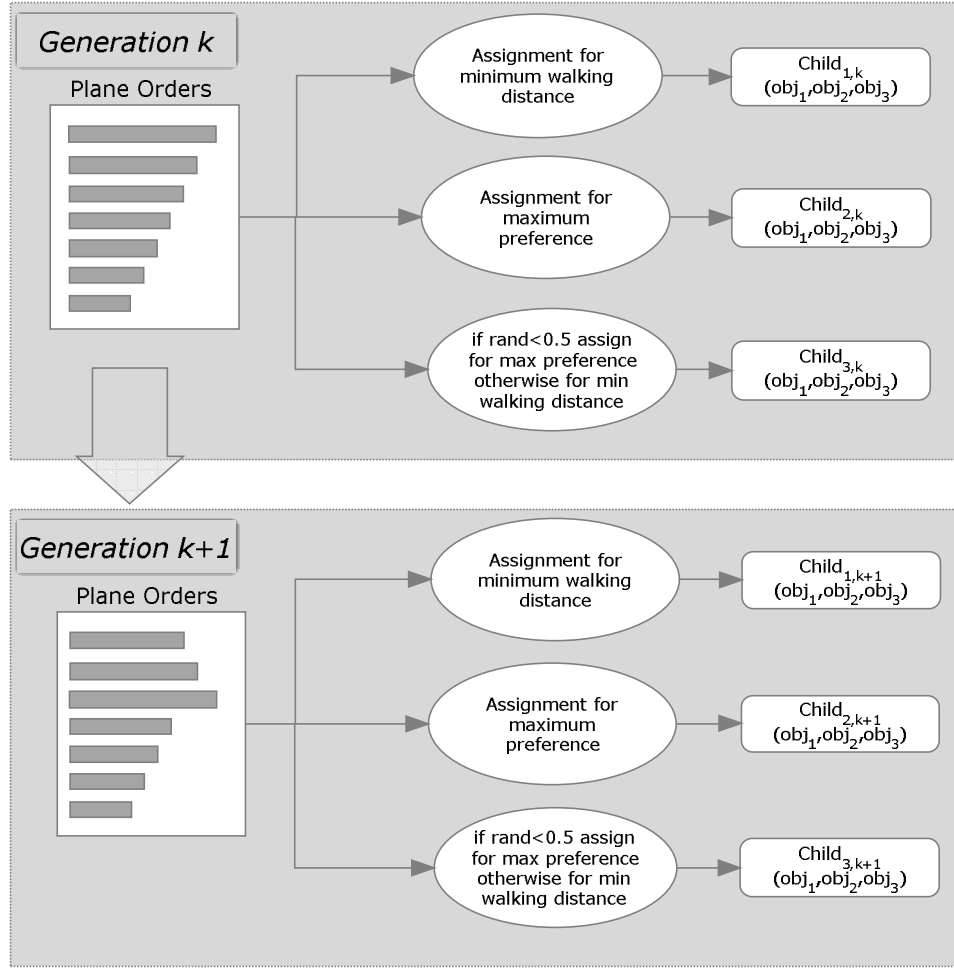 Generation k
Plane Orders
Assignment for
minimum walking
distance
Child1,k
(obj1,obj2,obj3)
Assignment for
maximum
preference
Child2,k
(obj1,obj2,obj3)
if rand<0.5 assign
for max preference
otherwise for min
walking distance
Child3,k
(obj1,obj2,obj3)
Generation k+1
Plane Orders
Assignment for
minimum walking
distance
Child1,k+1
(obj1,obj2,obj3)
Assignment for
maximum
preference
Child2,k+1
(obj1,obj2,obj3)
if rand<0.5 assign
for max preference
otherwise for min
walking distance
Child3,k+1
(obj1,obj2,obj3)